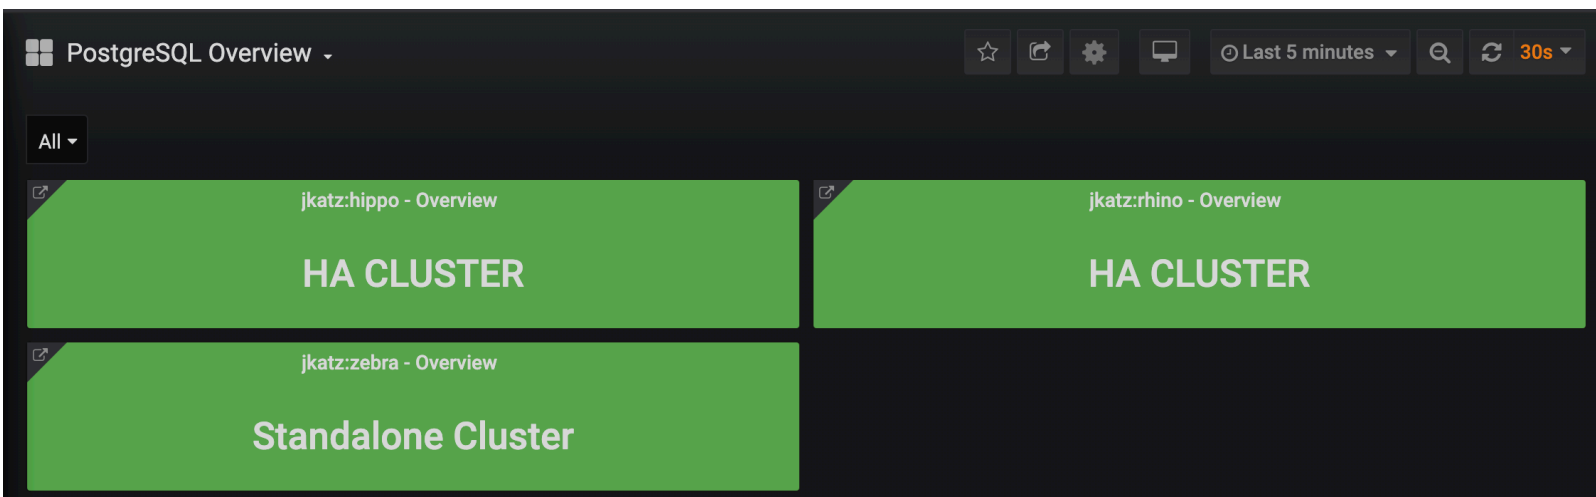 PostgreSQL Overview
Last 5 minutes
30s
All
jkatz:hippo - Overview
HA CLUSTER
jkatz:rhino - Overview
HA CLUSTER
jkatz:zebra - Overview
Standalone Cluster